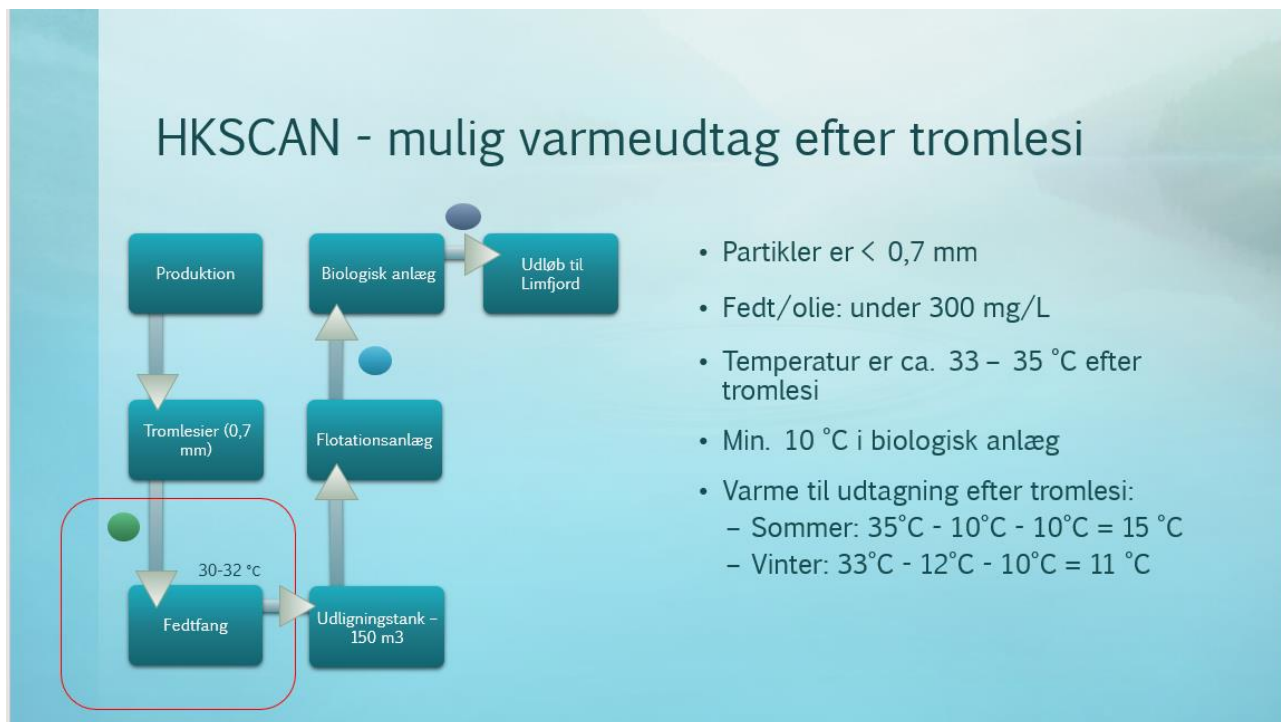 HKSCAN - mulig varmeudtag efter tromlesi
Produktion
Tromlesier (0,7
mm)
30-32 °C
Fedtfang
Udligningstank –
150 m3
Flotationsanlæg
Biologisk anlæg
Udløb til
Limfjord
• Partikler er < 0,7 mm
• Fedt/olie: under 300 mg/L
• Temperatur er ca. 33 – 35 °C efter
tromlesi
• Min. 10 °C i biologisk anlæg
• Varme til udtagning efter tromlesi:
– Sommer: 35°C - 10°C - 10°C = 15 °C
– Vinter: 33°C - 12°C - 10°C = 11 °C